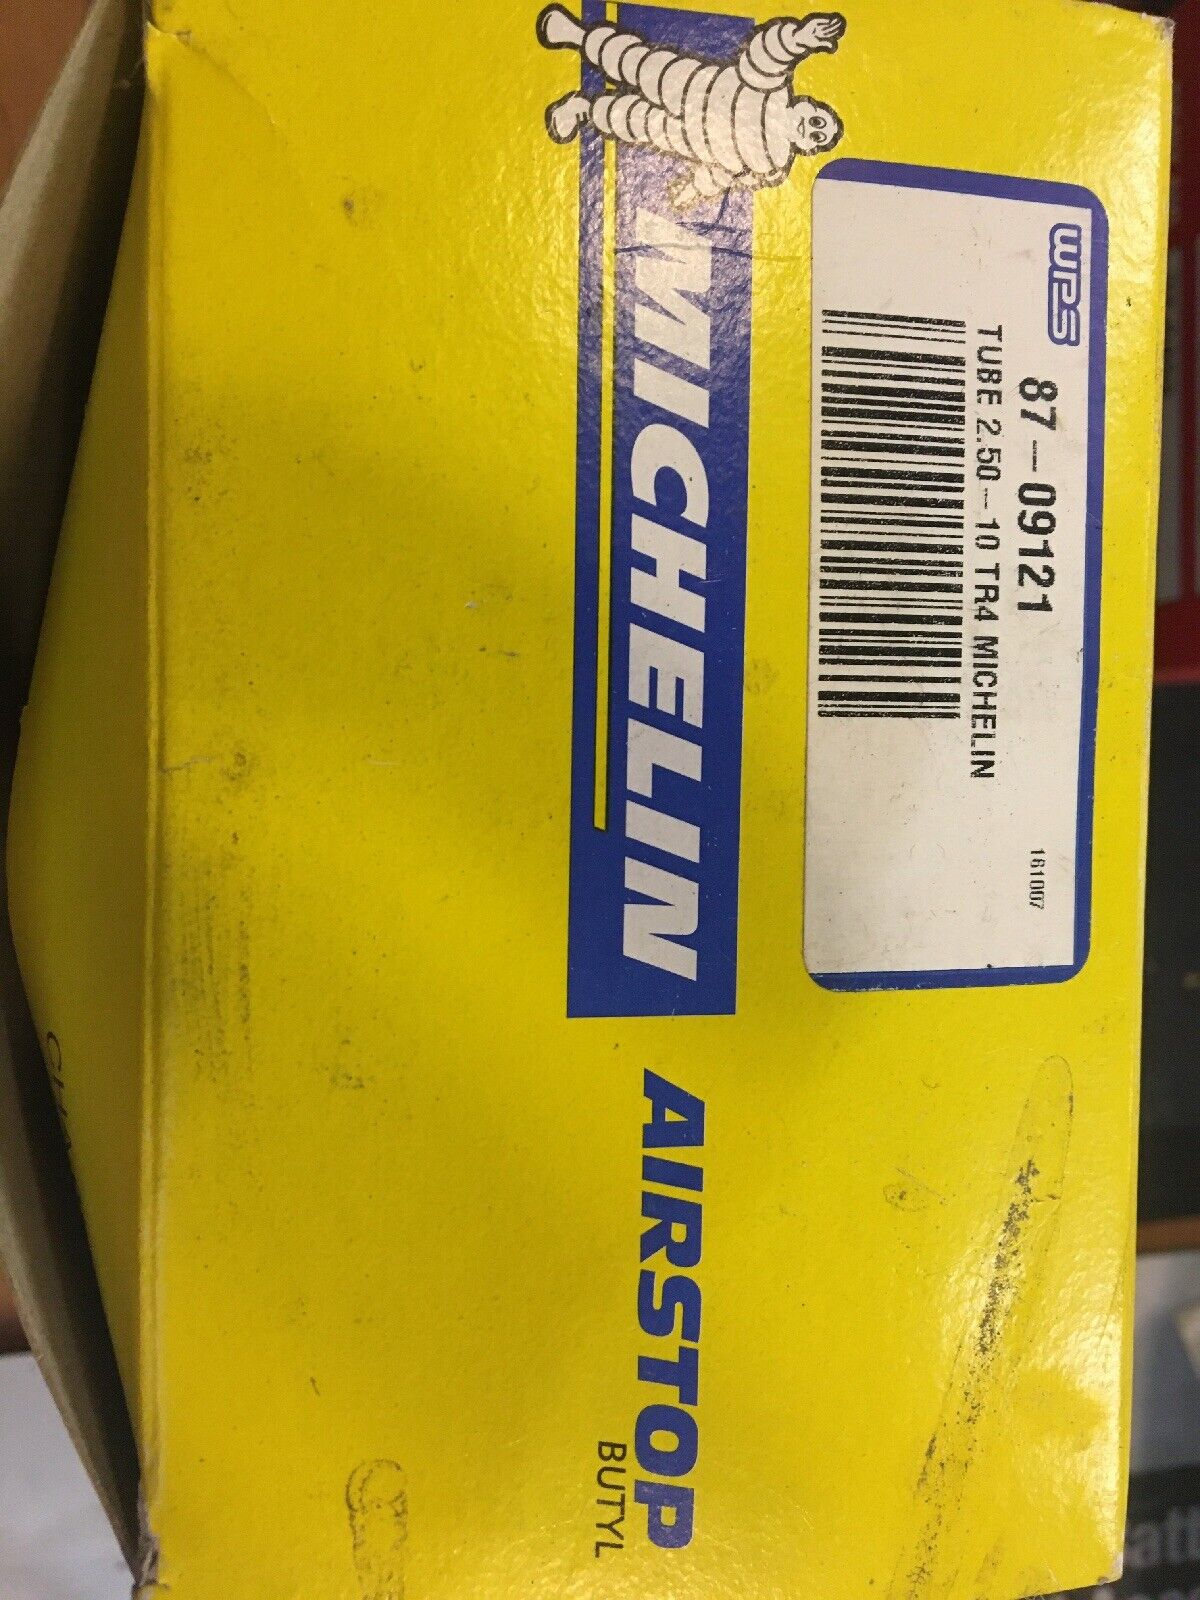 WPS
87-09121
TUBE 2.50-10 TR4 MICHELIN
161007
MICHELIN AIRSTOP
BUTYL